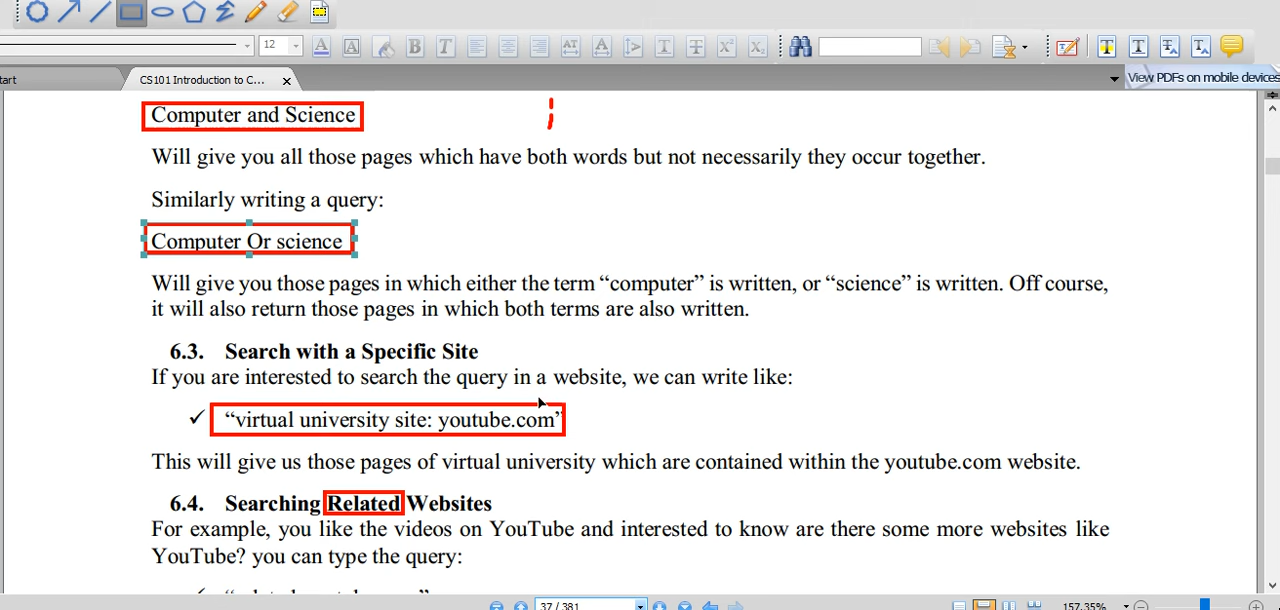 12
tart
CS101 Introduction to C...
View PDFs on mobile devices
Computer and Science
Will give you all those pages which have both words but not necessarily they occur together.
Similarly writing a query:
Computer Or science
Will give you those pages in which either the term “computer” is written, or “science” is written. Off course,
it will also return those pages in which both terms are also written.
6.3. Search with a Specific Site
If you are interested to search the query in a website, we can write like:
✓ “virtual university site: youtube.com”
This will give us those pages of virtual university which are contained within the youtube.com website.
6.4. Searching Related Websites
For example, you like the videos on YouTube and interested to know are there some more websites like
YouTube? you can type the query:
37 / 381
157.35%